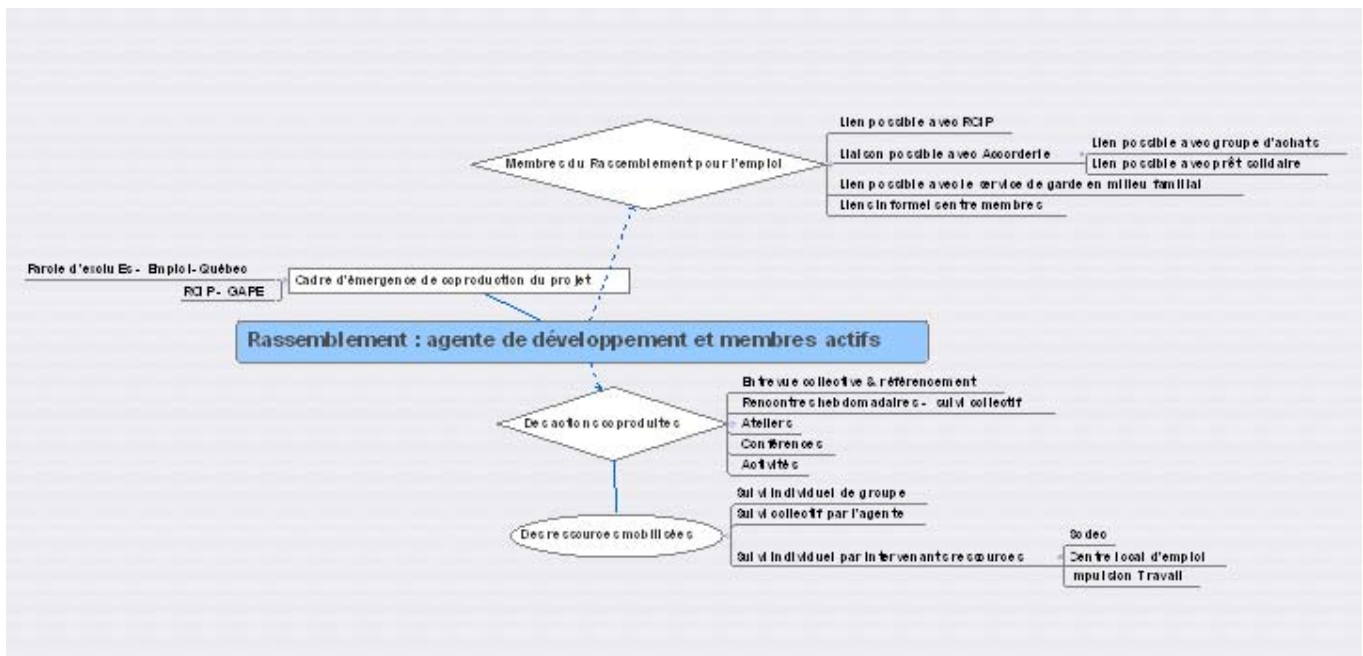 Lien possible avec RCIP
Membres du Rassemblement pour l'emploi
Liaison possible avec Accorderie
Lien possible avec groupe d'achats
Lien possible avec prêt solidaire
Lien possible avec le service de garde en milieu familial
Liens informels entre membres
Parole d'excluEs - Emploi-Québec
RCIP - GAPE
Cadre d'émergence de coproduction du projet
Rassemblement : agente de développement et membres actifs
Des actions coproduites
Entrevue collective & référencement
Rencontres hebdomadaires - suivi collectif
Ateliers
Conférences
Activités
Des ressources mobilisées
Suivi individuel de groupe
Suivi collectif par l'agente
Suivi individuel par intervenants ressources
Sodec
Centre local d'emploi
mpulsion Travail